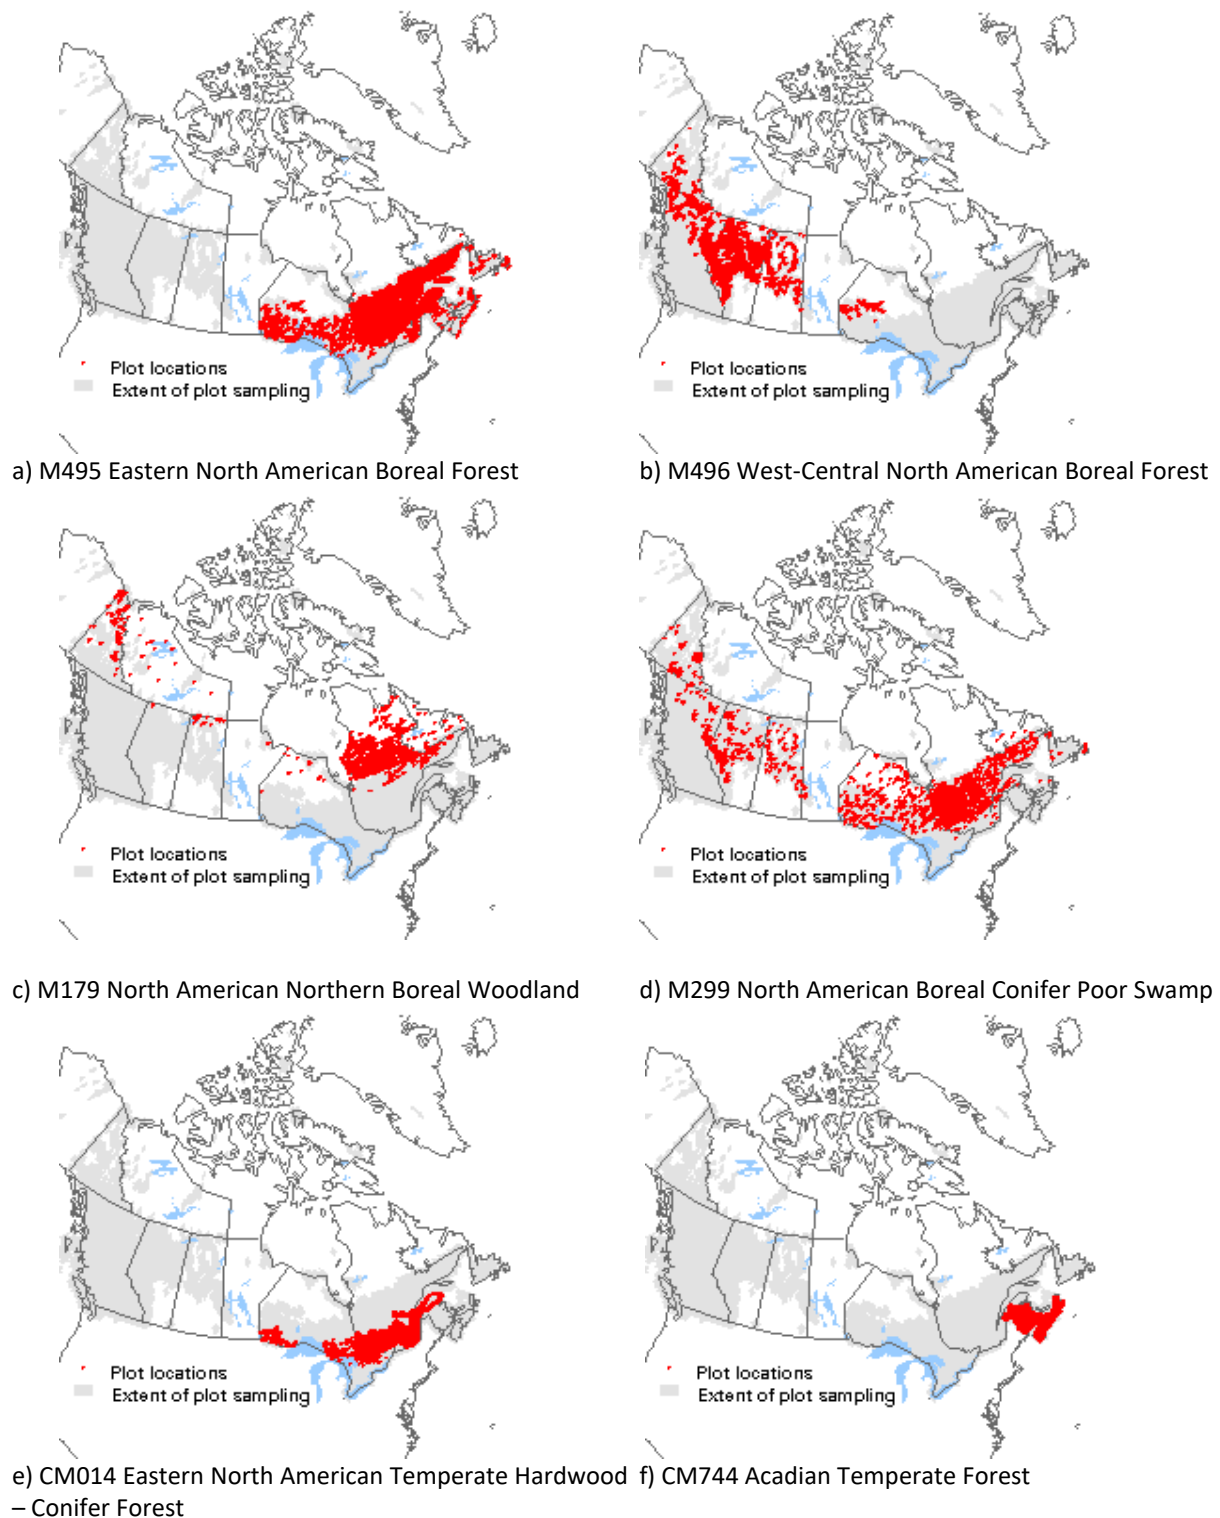 Plot locations
Extent of plot sampling
Plot locations
Extent of plot sampling
a) M495 Eastern North American Boreal Forest
b) M496 West-Central North American Boreal Forest
Plot locations
Extent of plot sampling
Plot locations
Extent of plot sampling
c) M179 North American Northern Boreal Woodland
d) M299 North American Boreal Conifer Poor Swamp
Plot locations
Extent of plot sampling
Plot locations
Extent of plot sampling
e) CM014 Eastern North American Temperate Hardwood
– Conifer Forest
f) CM744 Acadian Temperate Forest